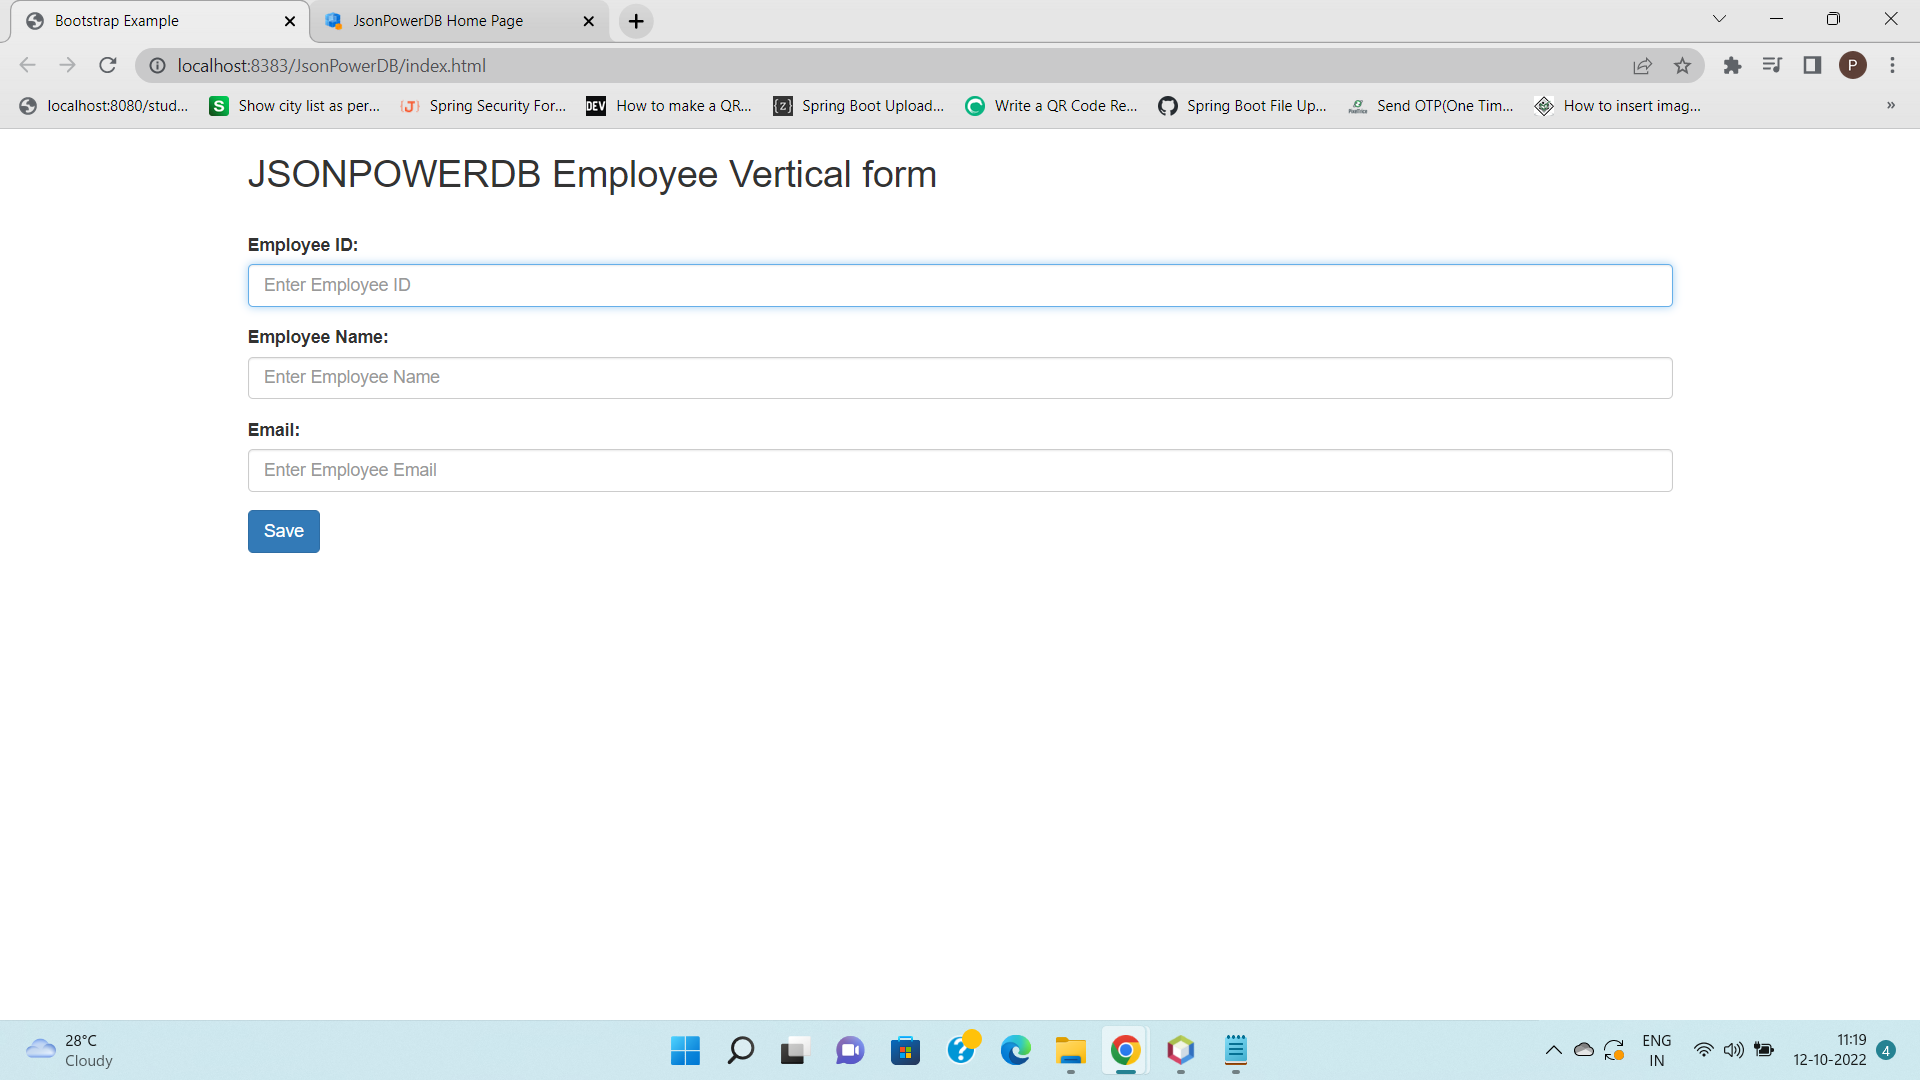 Bootstrap Example
JsonPowerDB Home Page
localhost:8383/JsonPowerDB/index.html
P
localhost:8080/stud...
S
Show city list as per...
{J}
Spring Security For...
DEV
How to make a QR...
{z}
Spring Boot Upload...
Write a QR Code Re...
Spring Boot File Up...
Send OTP(One Tim...
How to insert imag...
»
JSONPOWERDB Employee Vertical form
Employee ID:
Enter Employee ID
Employee Name:
Enter Employee Name
Email:
Enter Employee Email
Save
28°C
Cloudy
ENG
IN
11:19
12-10-2022
4